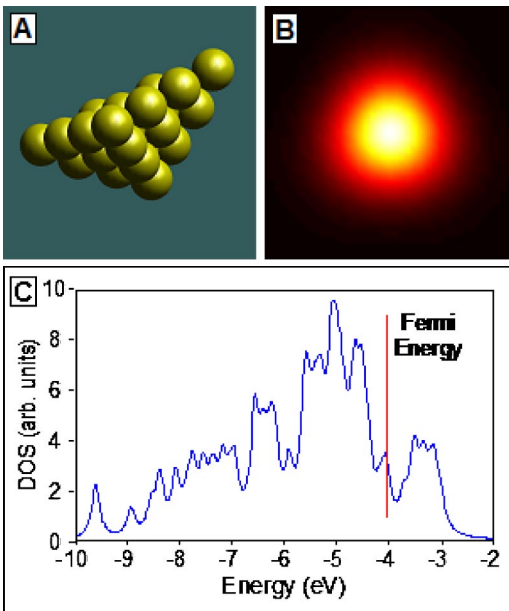 A
B
C
10
8
6
4
2
0
DOS (arb. units)
Fermi
Energy
-10 -9 -8 -7 -6 -5 -4 -3 -2
Energy (eV)